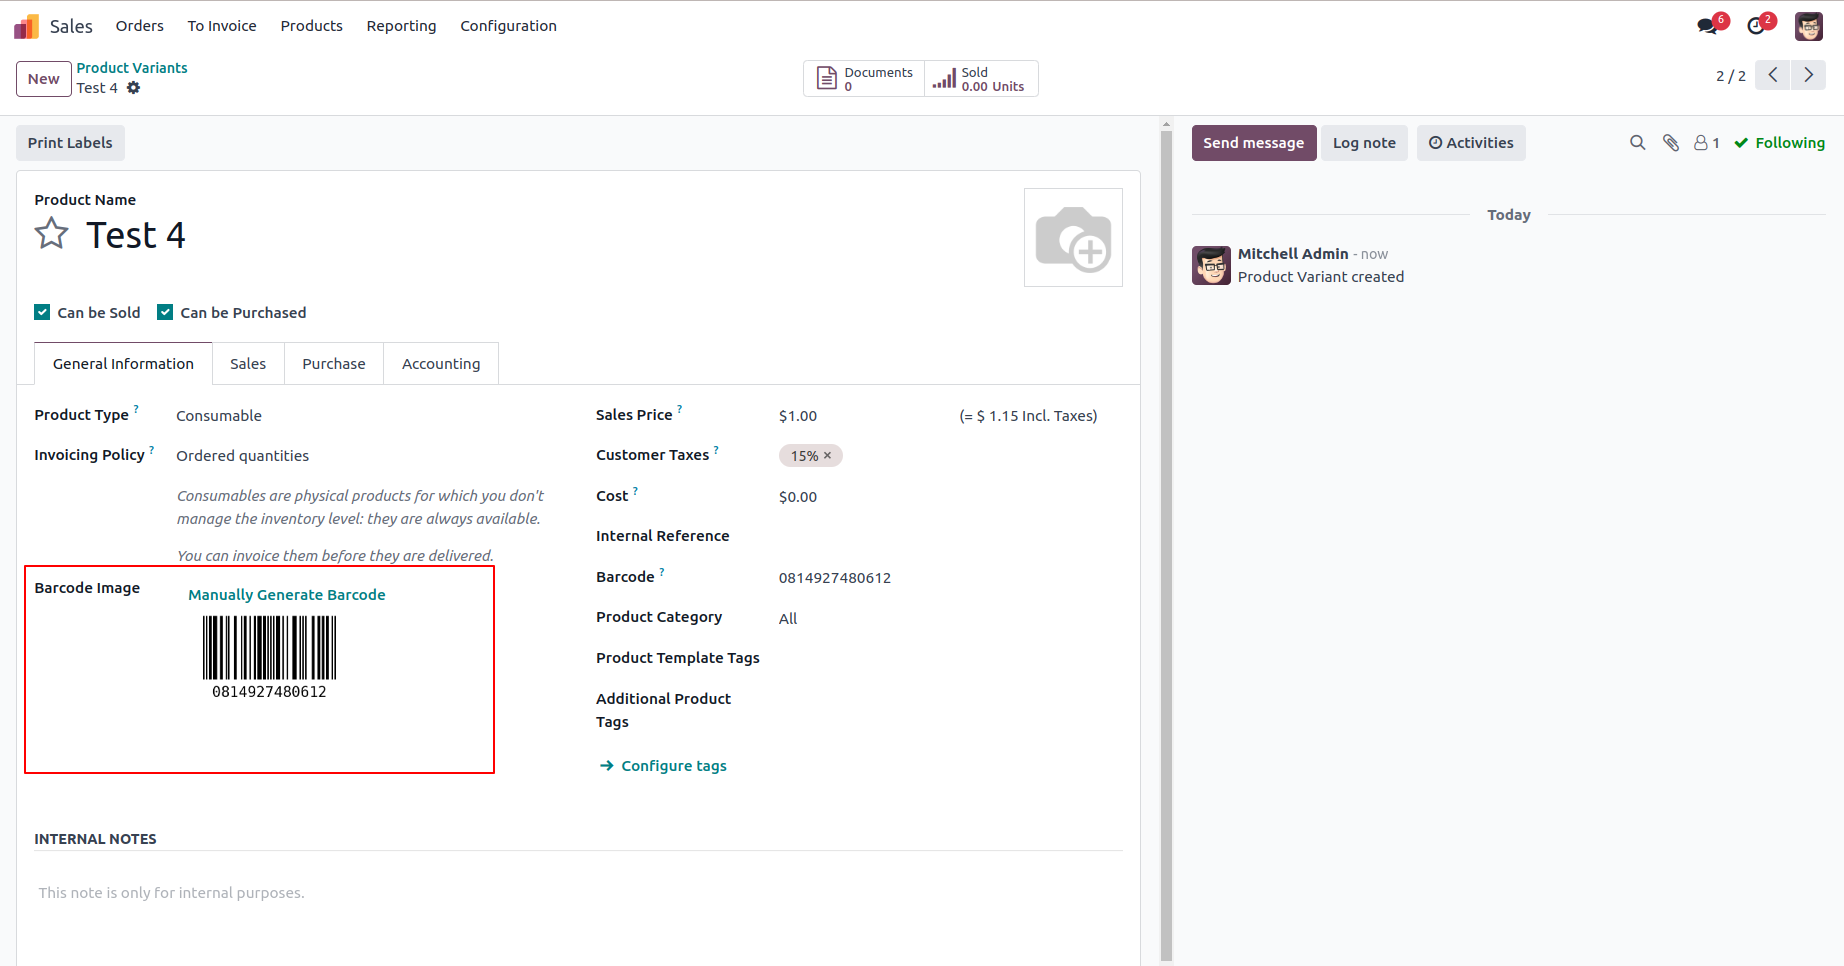 Sales Orders To Invoice Products Reporting Configuration 6 2
New
Product Variants
Test 4
Documents
0
Sold
0.00 Units
2 / 2
Print Labels
Send message Log note Activities 1 Following
Product Name
Test 4
Can be Sold Can be Purchased
General Information Sales Purchase Accounting
Product Type ? Consumable
Invoicing Policy ? Ordered quantities
Consumables are physical products for which you don't
manage the inventory level: they are always available.
You can invoice them before they are delivered.
Barcode Image Manually Generate Barcode
0814927480612
Sales Price ? $1.00 (= $ 1.15 Incl. Taxes)
Customer Taxes ? 15% ×
Cost ? $0.00
Internal Reference
Barcode ? 0814927480612
Product Category All
Product Template Tags
Additional Product
Tags
Configure tags
INTERNAL NOTES
This note is only for internal purposes.
Today
Mitchell Admin - now
Product Variant created